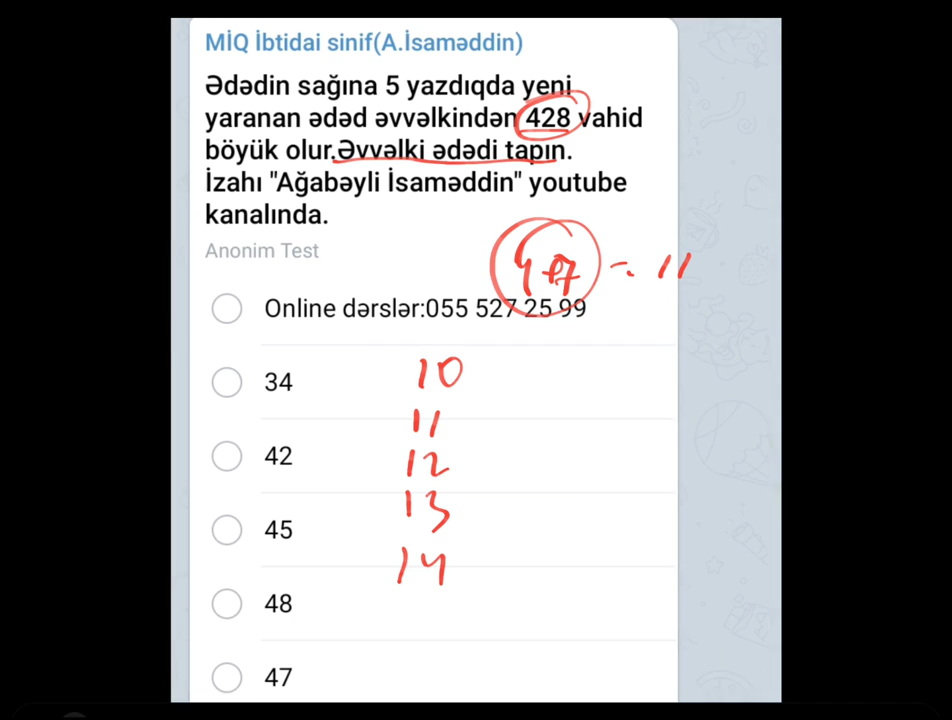 MİQ İbtidai sinif(A.İsaməddin)
Ədədin sağına 5 yazdıqda yeni
yaranan ədəd əvvəlkindən 428 vahid
böyük olur.Əvvəlki ədədi tapın.
İzahı "Ağabəyli İsaməddin" youtube
kanalında.
Anonim Test
4+7 = 11
Online dərslər:055 527 25 99
34
10
11
42
12
13
45
14
48
47